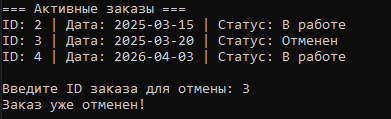 === Активные заказы ===
ID: 2 | Дата: 2025-03-15 | Статус: В работе
ID: 3 | Дата: 2025-03-20 | Статус: Отменен
ID: 4 | Дата: 2026-04-03 | Статус: В работе
Введите ID заказа для отмены: 3
Заказ уже отменен!